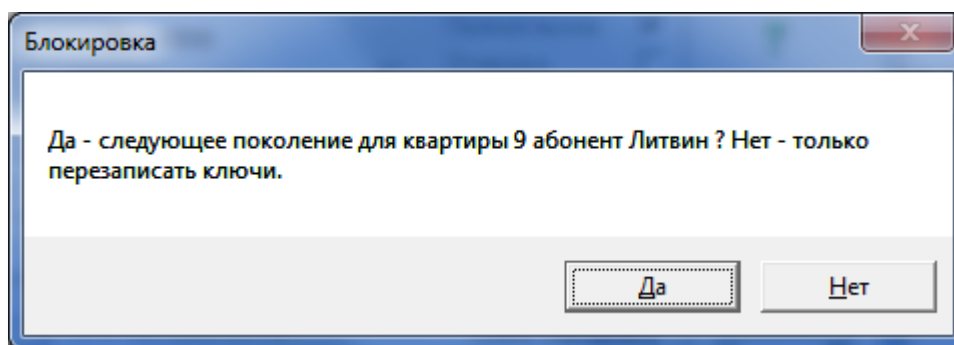 Блокировка
Да - следующее поколение для квартиры 9 абонент Литвин ? Нет - только
перезаписать ключи.
Да
Нет